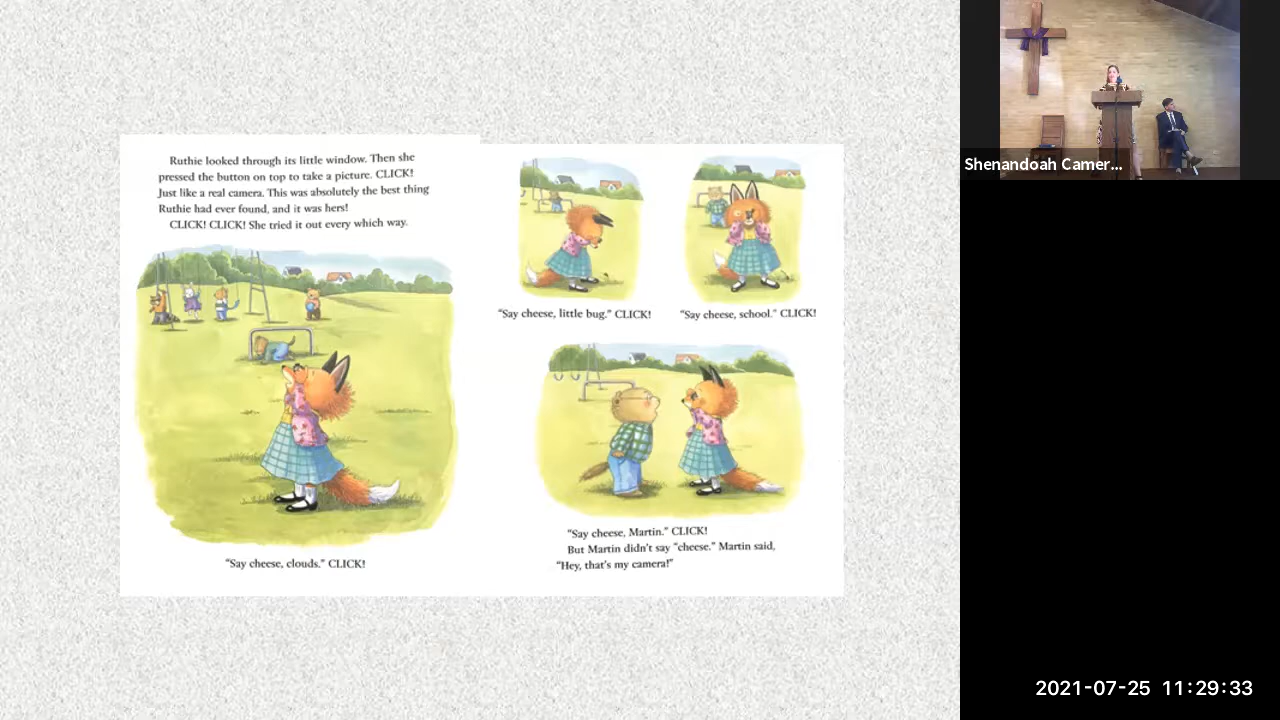 Ruthie looked through its little window. Then she
pressed the button on top to take a picture. CLICK!
Just like a real camera. This was absolutely the best thing
Ruthie had ever found, and it was hers!
CLICK! CLICK! She tried it out every which way.
"Say cheese, clouds." CLICK!
"Say cheese, little bug." CLICK!
"Say cheese, school." CLICK!
"Say cheese, Martin." CLICK!
But Martin didn't say "cheese." Martin said,
"Hey, that's my camera!"
Shenandoah Camer...
2021-07-25 11:29:33